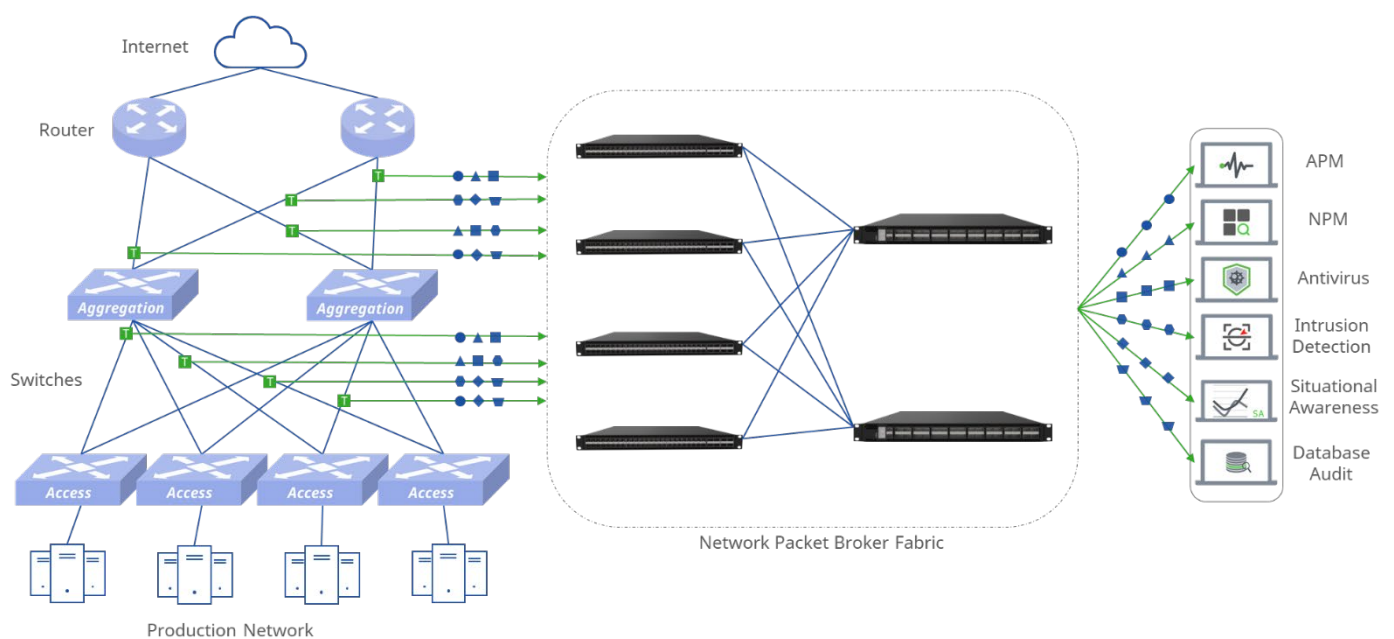 Internet
Router
T
T
T
T
Aggregation
Aggregation
T
T
T
T
Switches
Access
Access
Access
Access
Production Network
Network Packet Broker Fabric
APM
NPM
Antivirus
Intrusion
Detection
Situational
Awareness
SA
Database
Audit